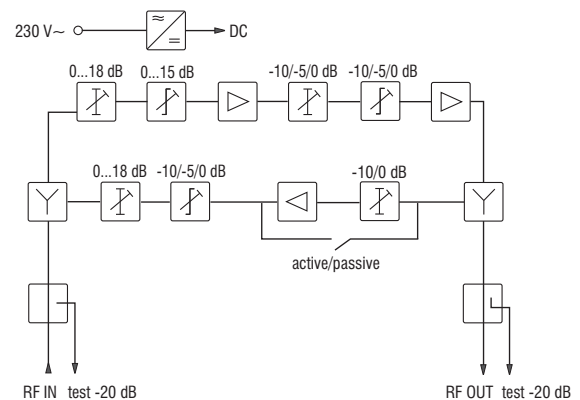 230 V~ DC
0...18 dB 0...15 dB -10/-5/0 dB -10/-5/0 dB
0...18 dB -10/-5/0 dB -10/0 dB
active/passive
RF IN test -20 dB RF OUT test -20 dB